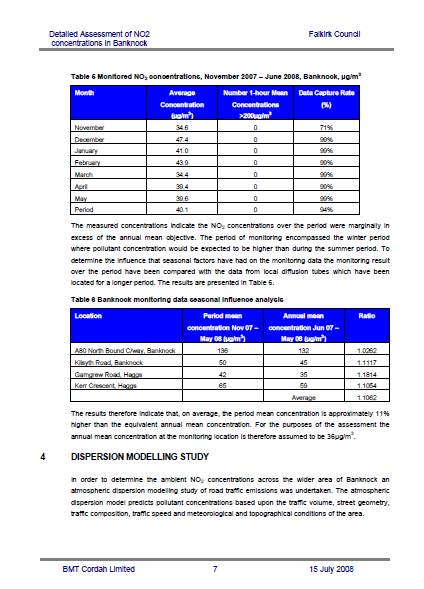 Detailed Assessment of NO2
concentrations in Banknock
Falkirk Council
Table 5 Monitored NO₂ concentrations, November 2007 – June 2008, Banknock, µg/m³
Month Average Concentration (µg/m³) Number 1-hour Mean Concentrations >200µg/m³ Data Capture Rate (%)
November 34.6 0 71%
December 47.4 0 99%
January 41.0 0 99%
February 43.9 0 99%
March 34.4 0 99%
April 39.4 0 99%
May 39.6 0 99%
Period 40.1 0 94%
The measured concentrations indicate the NO₂ concentrations over the period were marginally in
excess of the annual mean objective. The period of monitoring encompassed the winter period
where pollutant concentration would be expected to be higher than during the summer period. To
determine the influence that seasonal factors have had on the monitoring data the monitoring result
over the period have been compared with the data from local diffusion tubes which have been
located for a longer period. The results are presented in Table 6.
Table 6 Banknock monitoring data seasonal influence analysis
Location Period mean concentration Nov 07 – May 08 (µg/m³) Annual mean concentration Jun 07 – May 08 (µg/m³) Ratio
A80 North Bound C/way, Banknock 136 132 1.0262
Kilsyth Road, Banknock 50 45 1.1117
Garngrew Road, Haggs 42 35 1.1814
Kerr Crescent, Haggs 65 59 1.1054
Average 1.1062
The results therefore indicate that, on average, the period mean concentration is approximately 11%
higher than the equivalent annual mean concentration. For the purposes of the assessment the
annual mean concentration at the monitoring location is therefore assumed to be 36µg/m³.
4 DISPERSION MODELLING STUDY
In order to determine the ambient NO₂ concentrations across the wider area of Banknock an
atmospheric dispersion modelling study of road traffic emissions was undertaken. The atmospheric
dispersion model predicts pollutant concentrations based upon the traffic volume, street geometry,
traffic composition, traffic speed and meteorological and topographical conditions of the area.
BMT Cordah Limited 7 15 July 2008